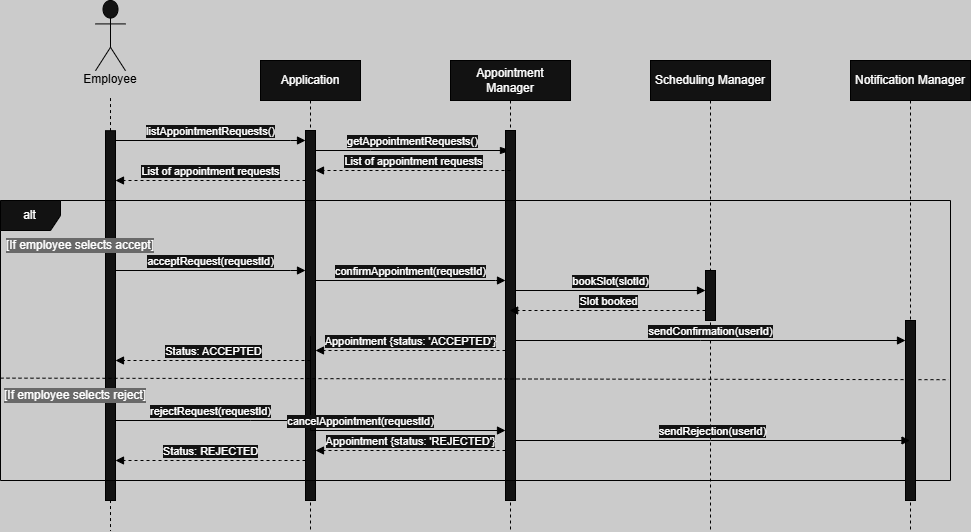 Employee
Application
Appointment
Manager
Scheduling Manager
Notification Manager
listAppointmentRequests()
getAppointmentRequests()
List of appointment requests
List of appointment requests
alt
[If employee selects accept]
acceptRequest(requestId)
confirmAppointment(requestId)
bookSlot(slotId)
Slot booked
sendConfirmation(userId)
Appointment {status: 'ACCEPTED'}
Status: ACCEPTED
[If employee selects reject]
rejectRequest(requestId)
cancelAppointment(requestId)
sendRejection(userId)
Appointment {status: 'REJECTED'}
Status: REJECTED